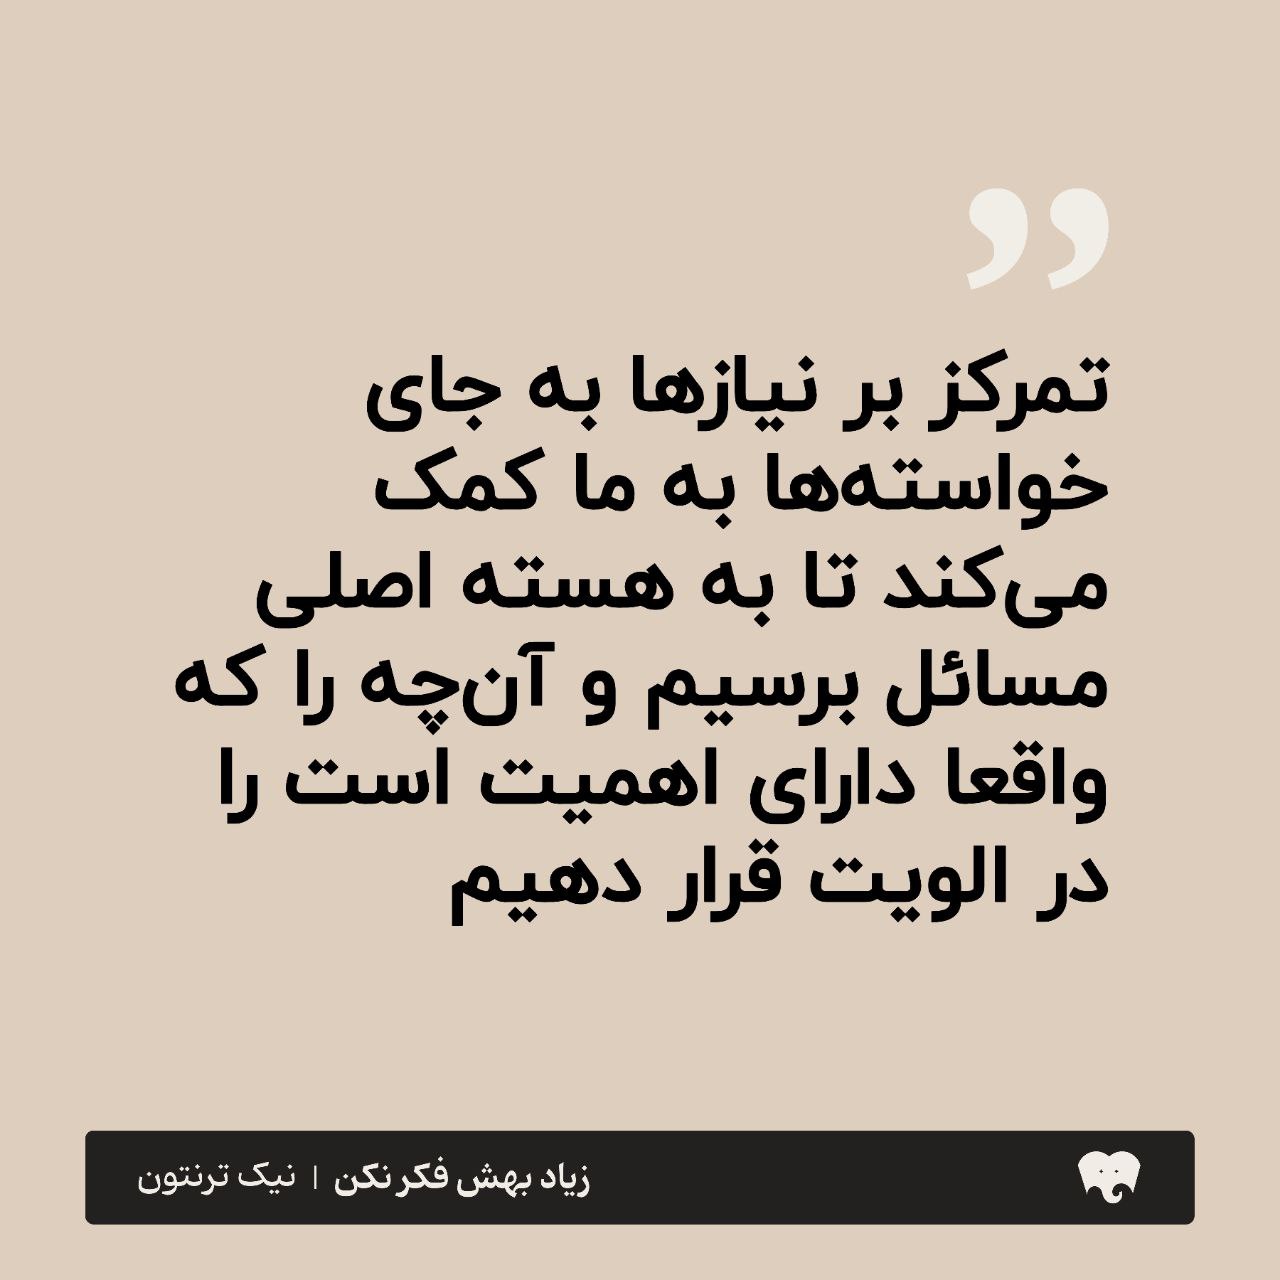 ”
تمرکز بر نیازها به جای
خواسته‌ها به ما کمک
می‌کند تا به هسته اصلی
مسائل برسیم و آن‌چه را که
واقعا دارای اهمیت است را
در الویت قرار دهیم
زیاد بهش فکر نکن | نیک ترنتون